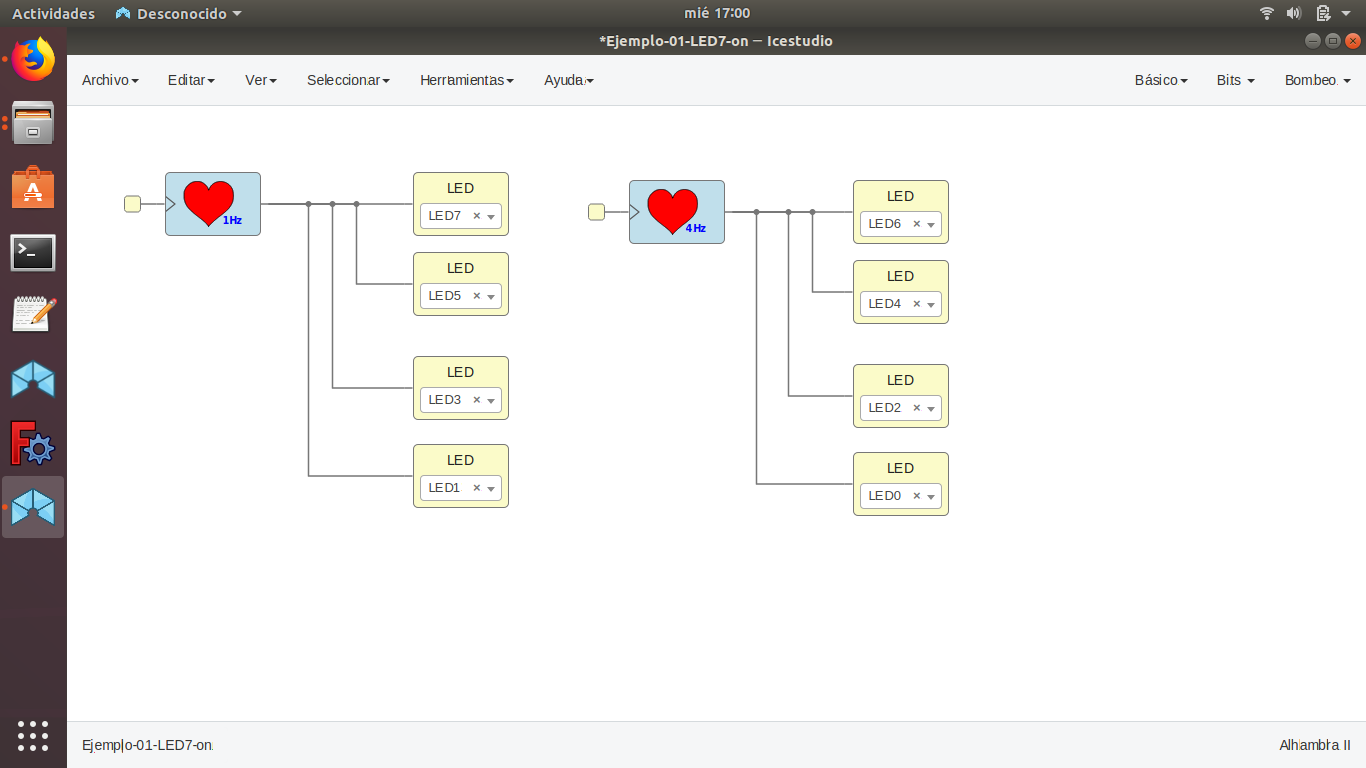 Actividades Desconocido mié 17:00
*Ejemplo-01-LED7-on — Icestudio
Archivo Editar Ver Seleccionar Herramientas Ayuda Básico Bits Bombeo
1Hz
LED
LED7 ×
LED
LED5 ×
LED
LED3 ×
LED
LED1 ×
4Hz
LED
LED6 ×
LED
LED4 ×
LED
LED2 ×
LED
LED0 ×
Ejemplo-01-LED7-on Alhambra II